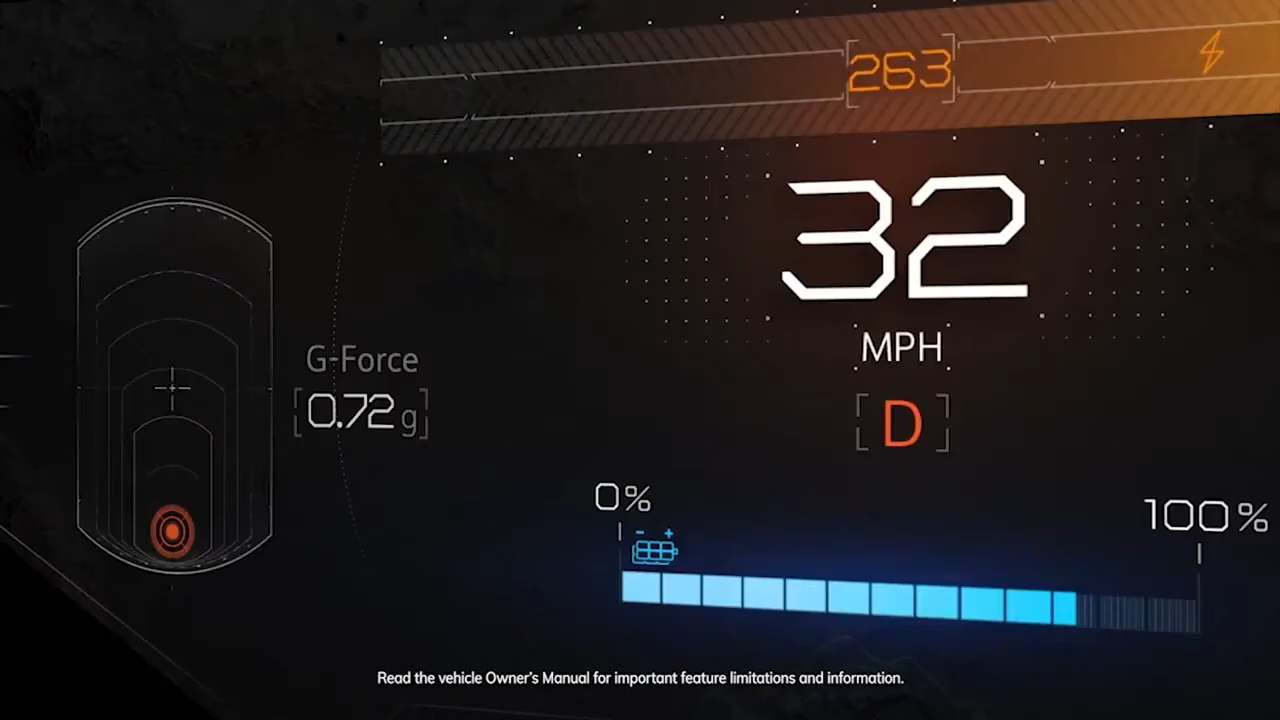 263
32
MPH
G-Force
0.72 g
D
0%
100%
- +
Read the vehicle Owner's Manual for important feature limitations and information.